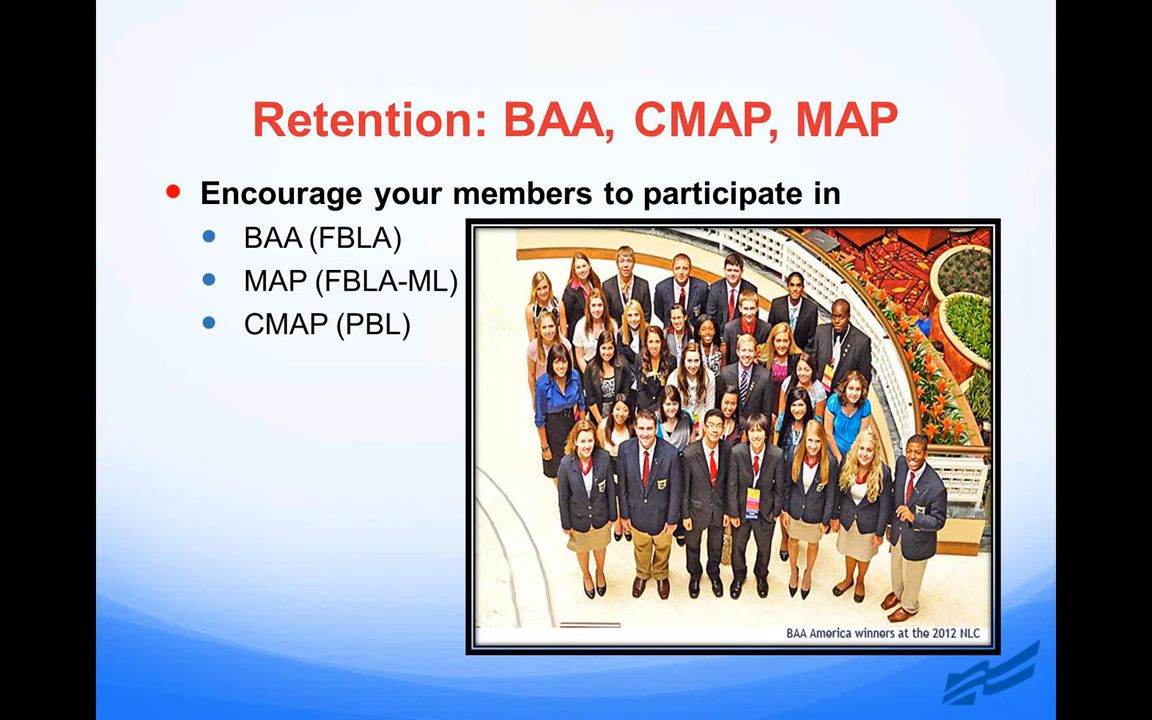 Retention: BAA, CMAP, MAP
Encourage your members to participate in
BAA (FBLA)
MAP (FBLA-ML)
CMAP (PBL)
BAA America winners at the 2012 NLC